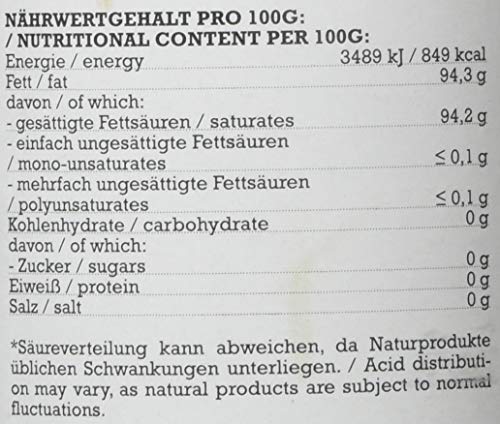 NÄHRWERTGEHALT PRO 100G:
/ NUTRITIONAL CONTENT PER 100G:
Energie / energy 3489 kJ / 849 kcal
Fett / fat 94,3 g
davon / of which:
- gesättigte Fettsäuren / saturates 94,2 g
- einfach ungesättigte Fettsäuren
/ mono-unsaturates ≤ 0,1 g
- mehrfach ungesättigte Fettsäuren
/ polyunsaturates ≤ 0,1 g
Kohlenhydrate / carbohydrate 0 g
davon / of which:
- Zucker / sugars 0 g
Eiweiß / protein 0 g
Salz / salt 0 g
*Säureverteilung kann abweichen, da Naturprodukte
üblichen Schwankungen unterliegen. / Acid distributi-
on may vary, as natural products are subject to normal
fluctuations.